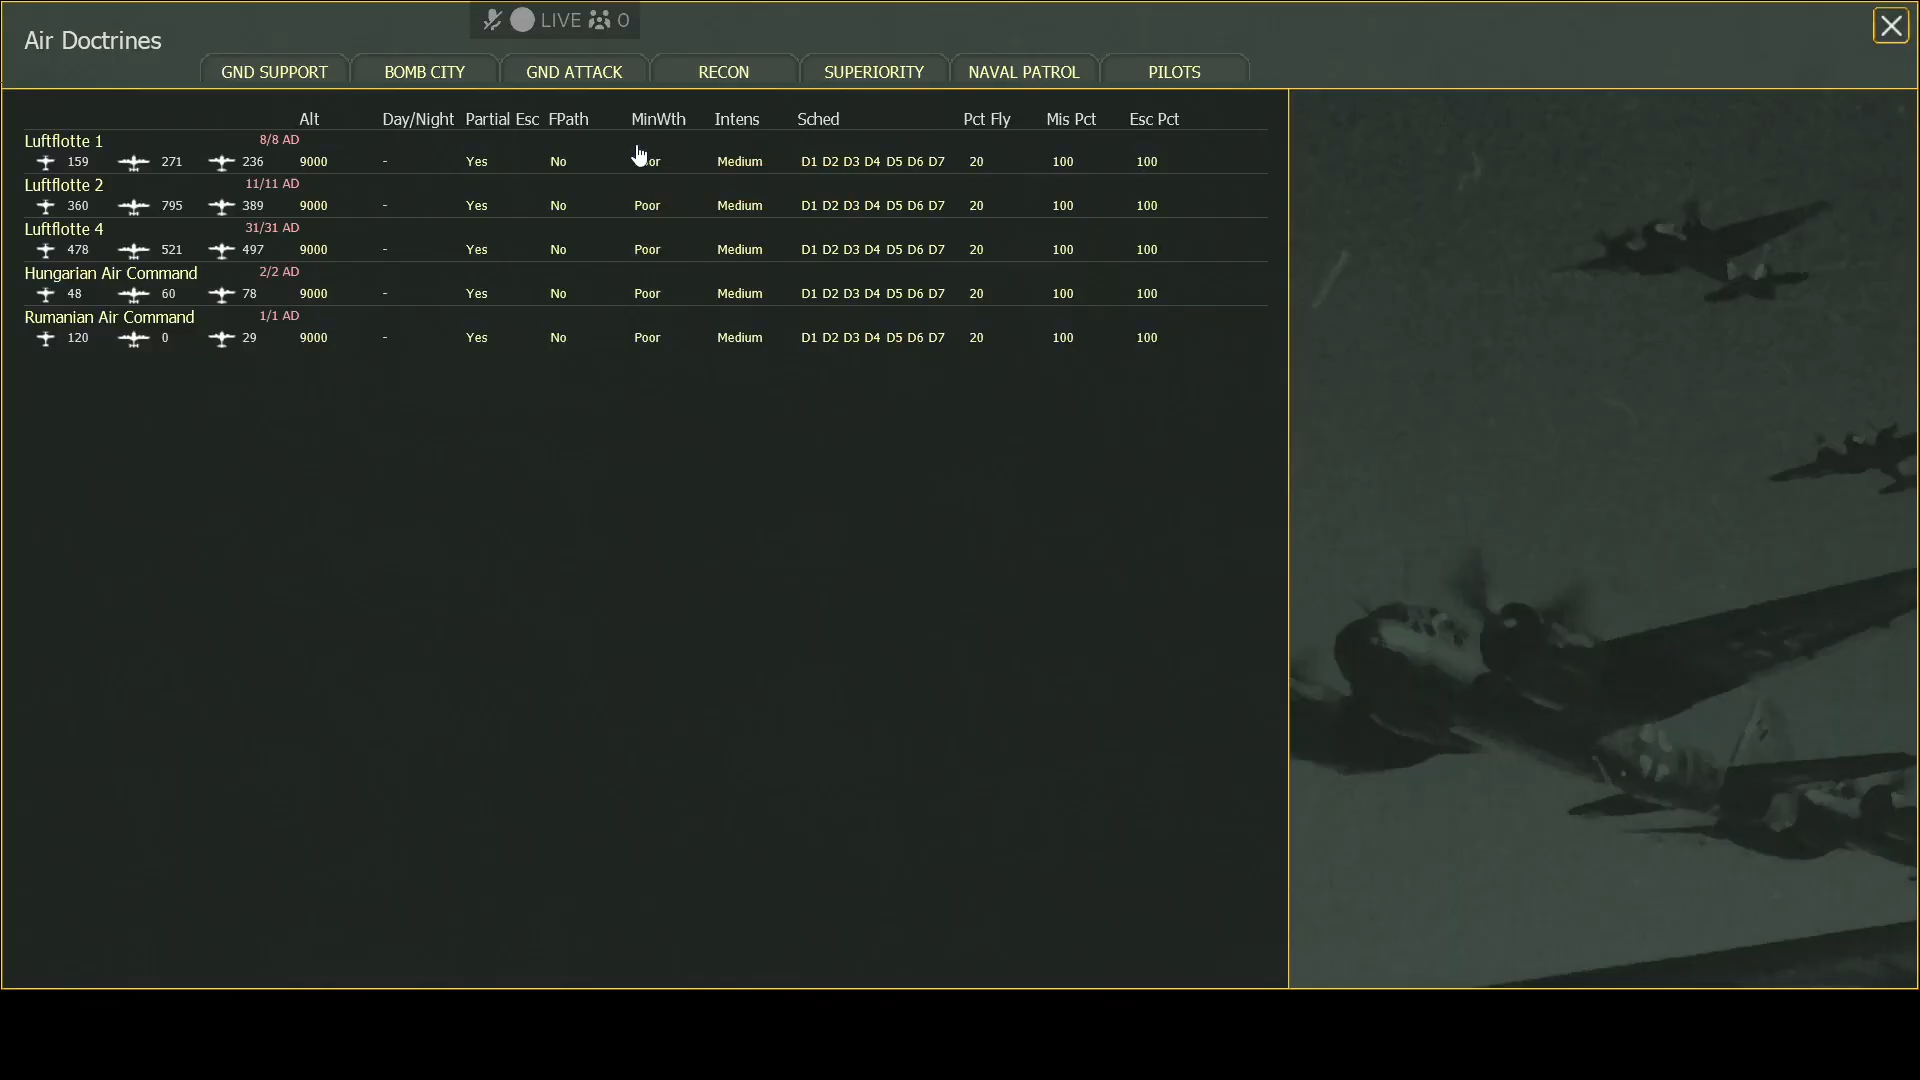 LIVE 0
Air Doctrines
GND SUPPORT BOMB CITY GND ATTACK RECON SUPERIORITY NAVAL PATROL PILOTS
Alt Day/Night Partial Esc FPath MinWth Intens Sched Pct Fly Mis Pct Esc Pct
Luftflotte 1 8/8 AD
159 271 236 9000 - Yes No Medium D1 D2 D3 D4 D5 D6 D7 20 100 100
Luftflotte 2 11/11 AD
360 795 389 9000 - Yes No Poor Medium D1 D2 D3 D4 D5 D6 D7 20 100 100
Luftflotte 4 31/31 AD
478 521 497 9000 - Yes No Poor Medium D1 D2 D3 D4 D5 D6 D7 20 100 100
Hungarian Air Command 2/2 AD
48 60 78 9000 - Yes No Poor Medium D1 D2 D3 D4 D5 D6 D7 20 100 100
Rumanian Air Command 1/1 AD
120 0 29 9000 - Yes No Poor Medium D1 D2 D3 D4 D5 D6 D7 20 100 100